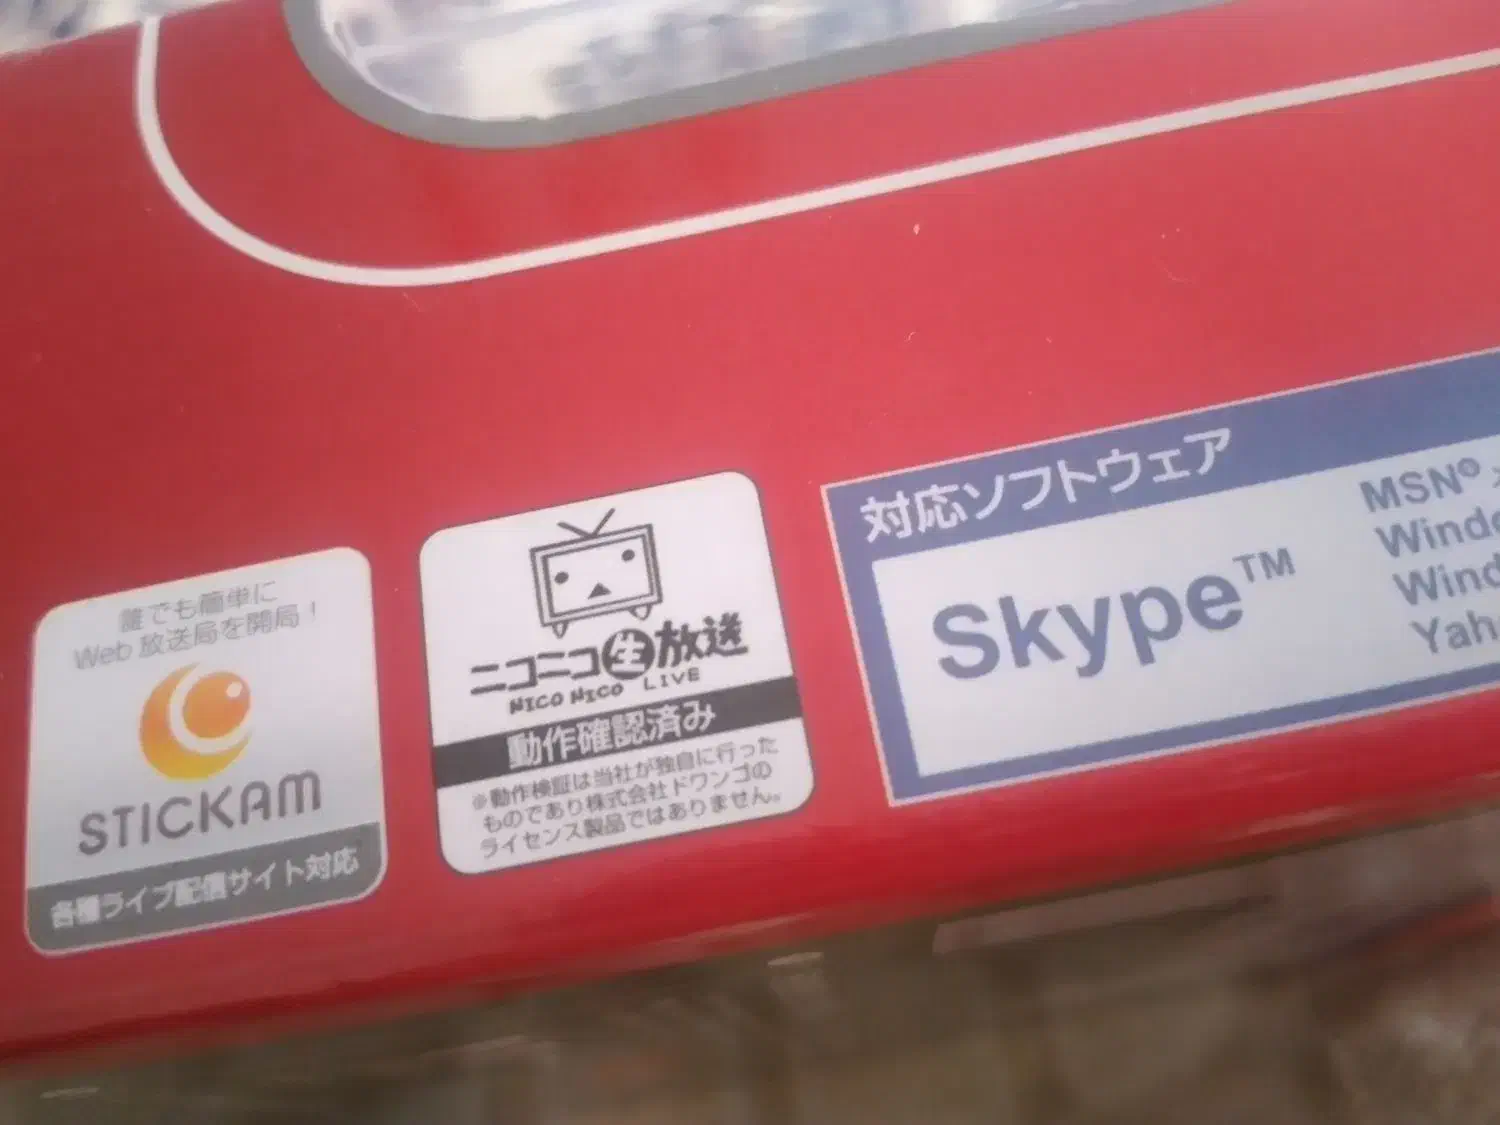 誰でも簡単に
Web 放送局を開局！
STICKAM
各種ライブ配信サイト対応
ニコニコ生放送
NICO NICO LIVE
動作確認済み
※動作検証は当社が独自に行った
ものであり株式会社ドワンゴの
ライセンス製品ではありません。
対応ソフトウェア
Skype™
MSN®